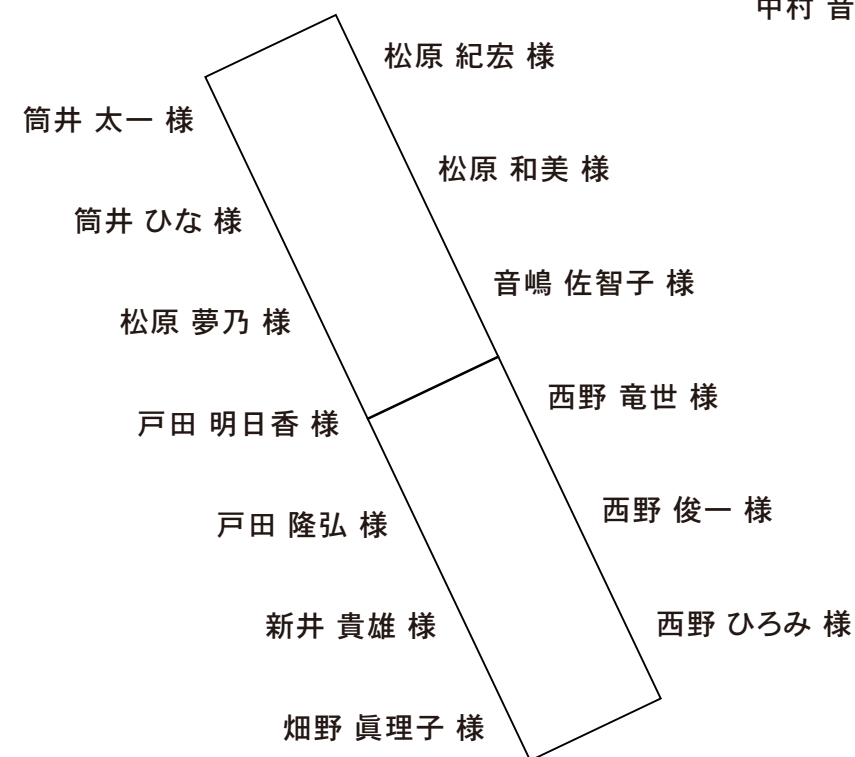 中村 音
松原 紀宏 様
筒井 太一 様
松原 和美 様
筒井 ひな 様
音嶋 佐智子 様
松原 夢乃 様
西野 竜世 様
戸田 明日香 様
西野 俊一 様
戸田 隆弘 様
西野 ひろみ 様
新井 貴雄 様
畑野 眞理子 様